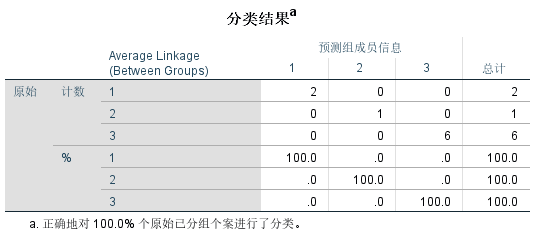 分类结果a
预测组成员信息
Average Linkage (Between Groups) 1 2 3 总计
原始 计数 1 2 0 0 2
2 0 1 0 1
3 0 0 6 6
% 1 100.0 .0 .0 100.0
2 .0 100.0 .0 100.0
3 .0 .0 100.0 100.0
a. 正确地对 100.0% 个原始已分组个案进行了分类。